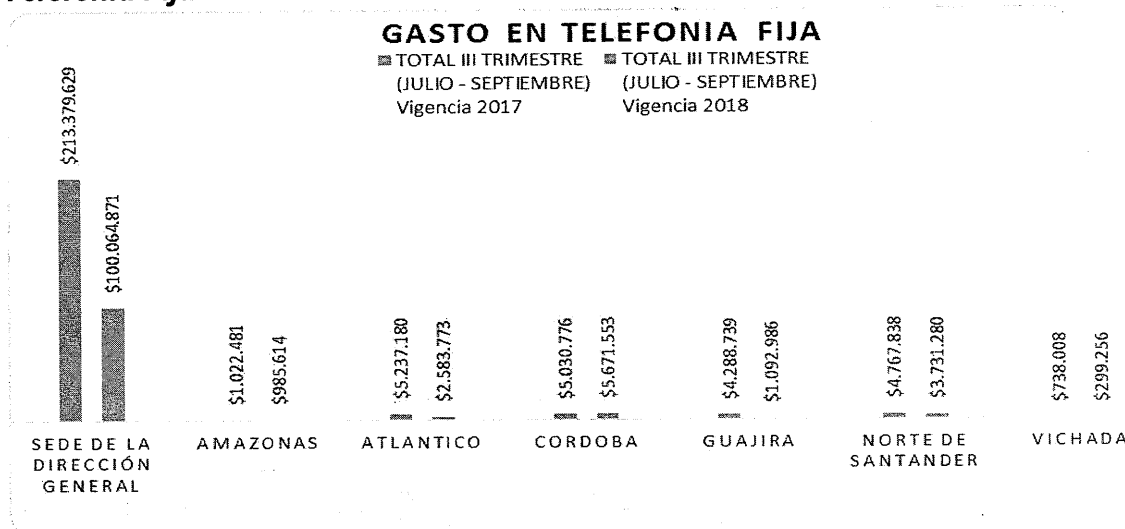 GASTO EN TELEFONIA FIJA
TOTAL III TRIMESTRE (JULIO - SEPTIEMBRE) Vigencia 2017
TOTAL III TRIMESTRE (JULIO - SEPTIEMBRE) Vigencia 2018
$213.379.629
$100.064.871
$1.022.481
$985.614
$5.237.180
$2.583.773
$5.030.776
$5.671.553
$4.288.739
$1.092.986
$4.767.838
$3.731.280
$738.008
$299.256
SEDE DE LA
DIRECCIÓN
GENERAL
AMAZONAS
ATLANTICO
CORDOBA
GUAJIRA
NORTE DE
SANTANDER
VICHADA